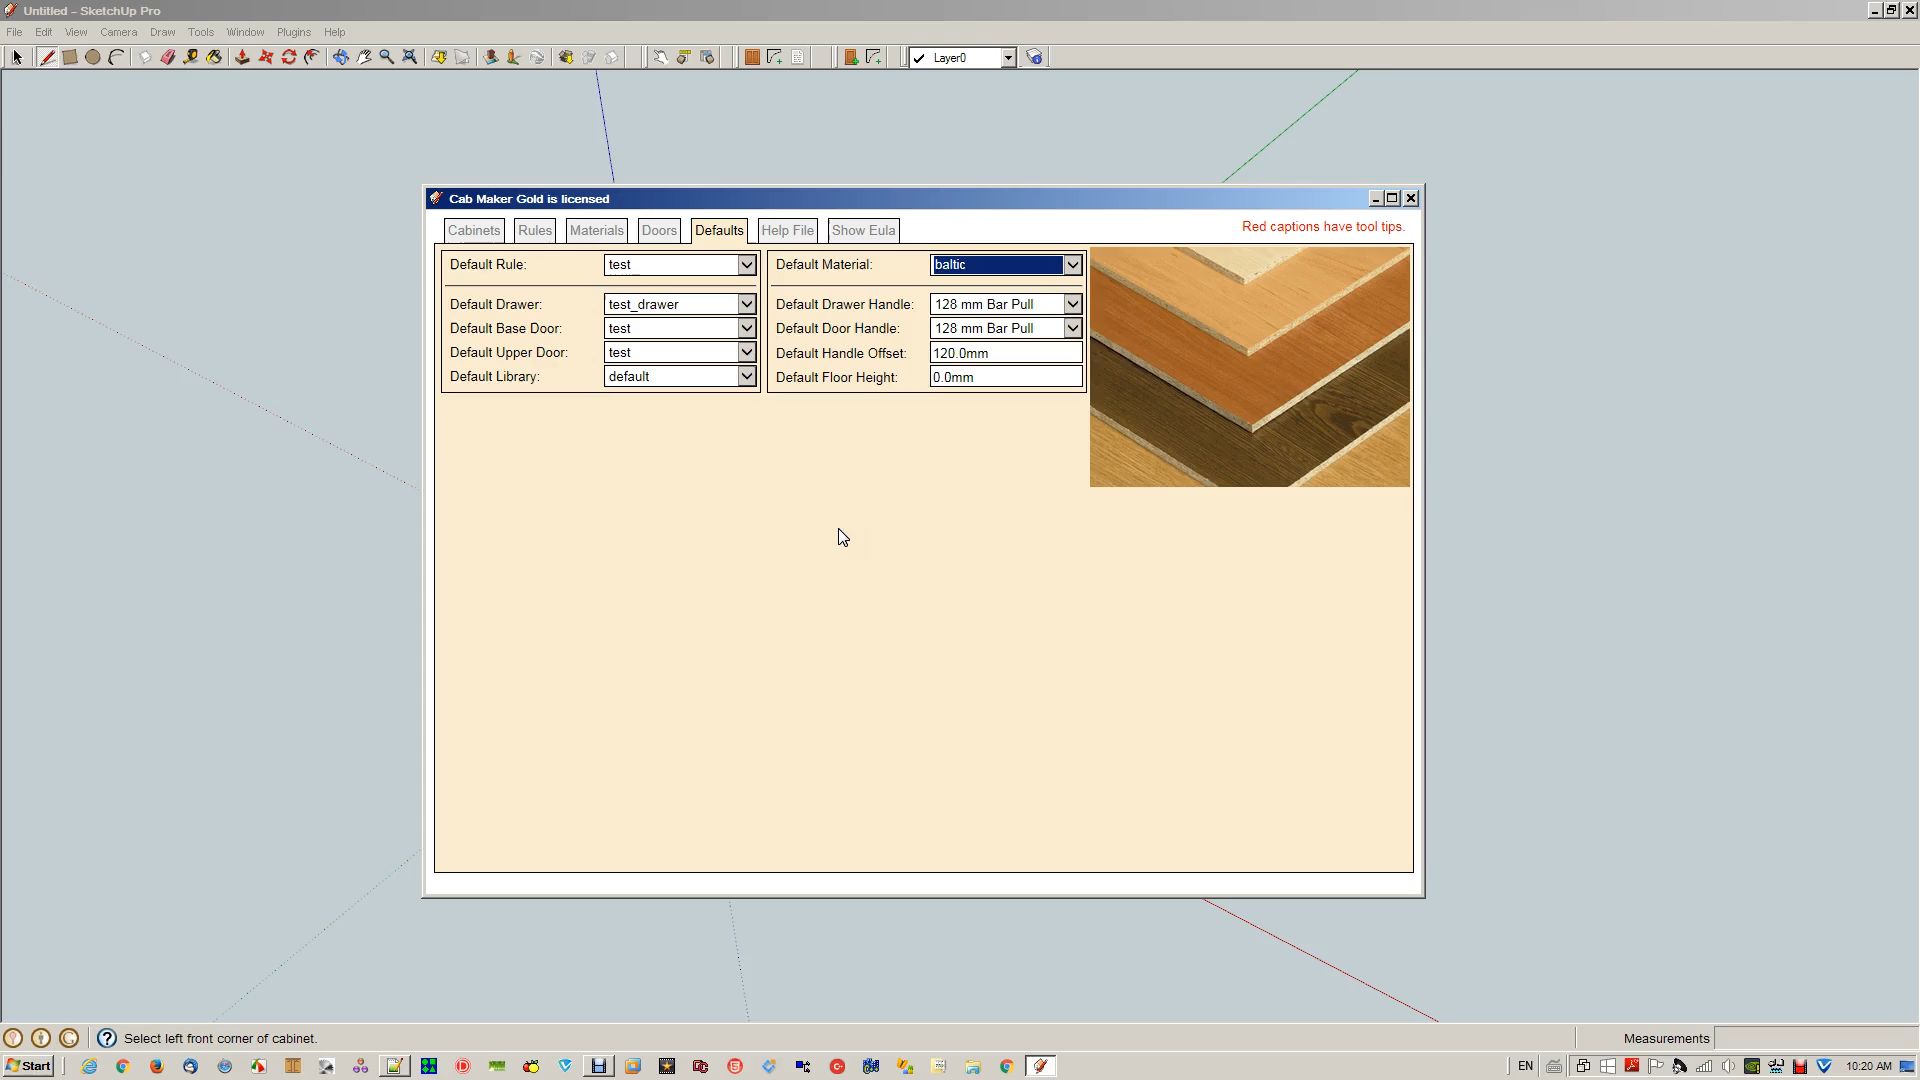 Untitled - SketchUp Pro
File Edit View Camera Draw Tools Window Plugins Help
Layer0
Cab Maker Gold is licensed
Cabinets Rules Materials Doors Defaults Help File Show Eula
Red captions have tool tips.
Default Rule: test_
Default Material: baltic
Default Drawer: test_drawer
Default Drawer Handle: 128 mm Bar Pull
Default Base Door: test
Default Door Handle: 128 mm Bar Pull
Default Upper Door: test
Default Handle Offset: 120.0mm
Default Library: default
Default Floor Height: 0.0mm
Select left front corner of cabinet.
Measurements
Start
EN
10:20 AM